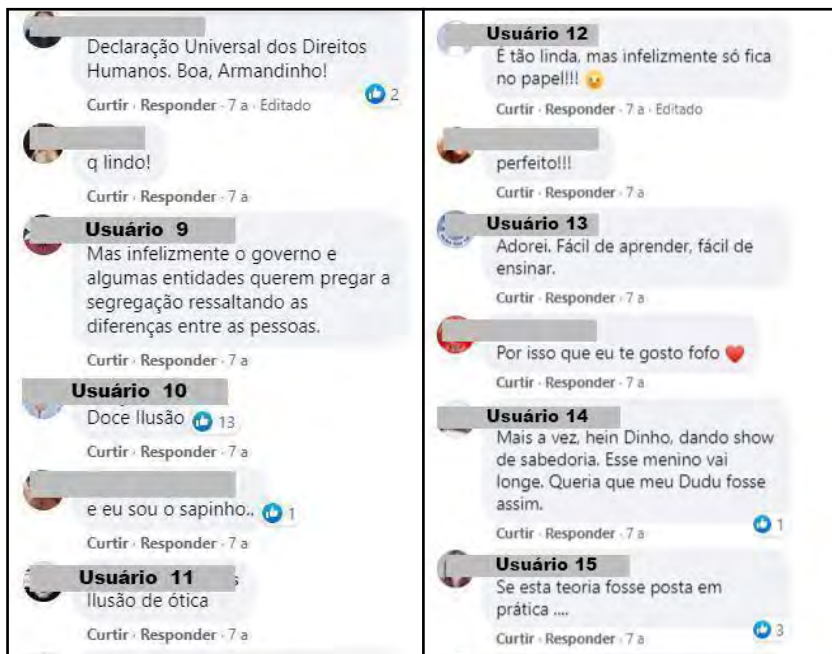 Declaração Universal dos Direitos
Humanos. Boa, Armandinho!
Curtir · Responder · 7 a · Editado
2
q lindo!
Curtir · Responder · 7 a
Usuário 9
Mas infelizmente o governo e
algumas entidades querem pregar a
segregação ressaltando as
diferenças entre as pessoas.
Curtir · Responder · 7 a
Usuário 10
Doce Ilusão 13
Curtir · Responder · 7 a
e eu sou o sapinho.. 1
Curtir · Responder · 7 a
Usuário 11 s
Ilusão de ótica
Curtir · Responder · 7 a
Usuário 12
É tão linda, mas infelizmente só fica
no papel!!! 😉
Curtir · Responder · 7 a · Editado
perfeito!!!
Curtir · Responder · 7 a
Usuário 13
Adorei. Fácil de aprender, fácil de
ensinar.
Curtir · Responder · 7 a
Por isso que eu te gosto fofo ❤️
Curtir · Responder · 7 a
Usuário 14
Mais a vez, hein Dinho, dando show
de sabedoria. Esse menino vai
longe. Queria que meu Dudu fosse
assim.
1
Curtir · Responder · 7 a
Usuário 15
Se esta teoria fosse posta em
prática ....
3
Curtir · Responder · 7 a